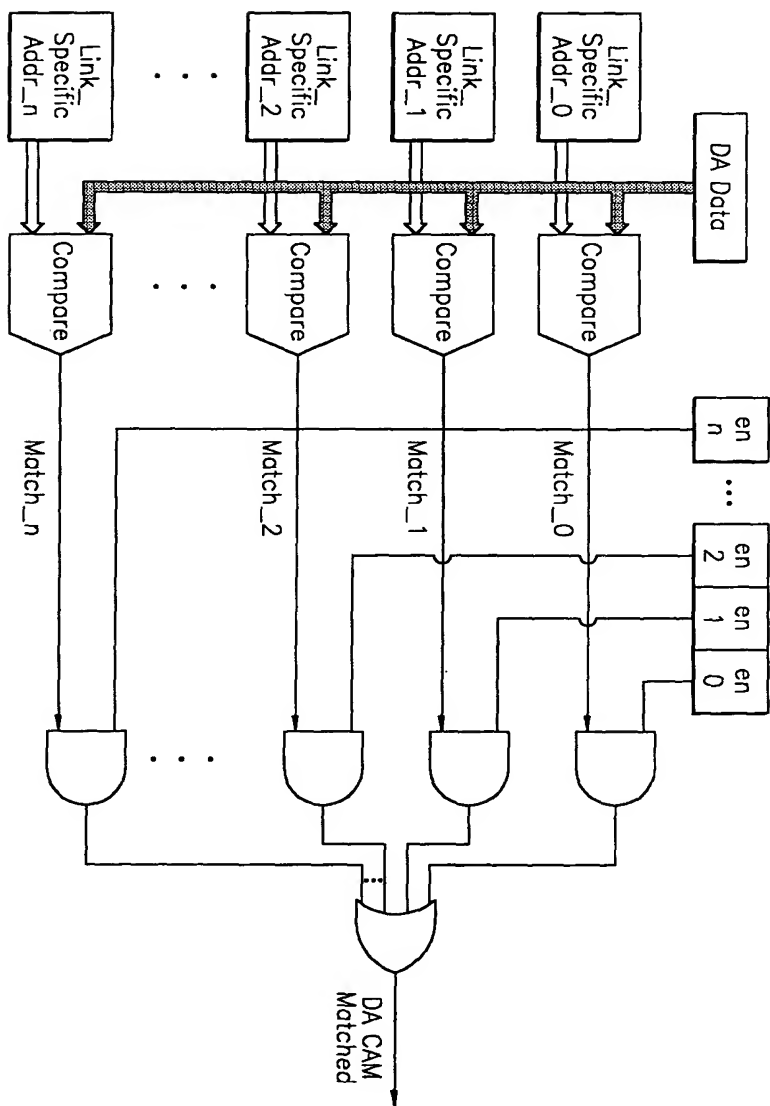 DA Data
Link_
Specific
Addr_0
Link_
Specific
Addr_1
Link_
Specific
Addr_2
. . .
Link_
Specific
Addr_n
Compare
Compare
Compare
. . .
Compare
en
n
...
en
2
en
1
en
0
Match_0
Match_1
Match_2
Match_n
. . .
...
DA CAM
Matched